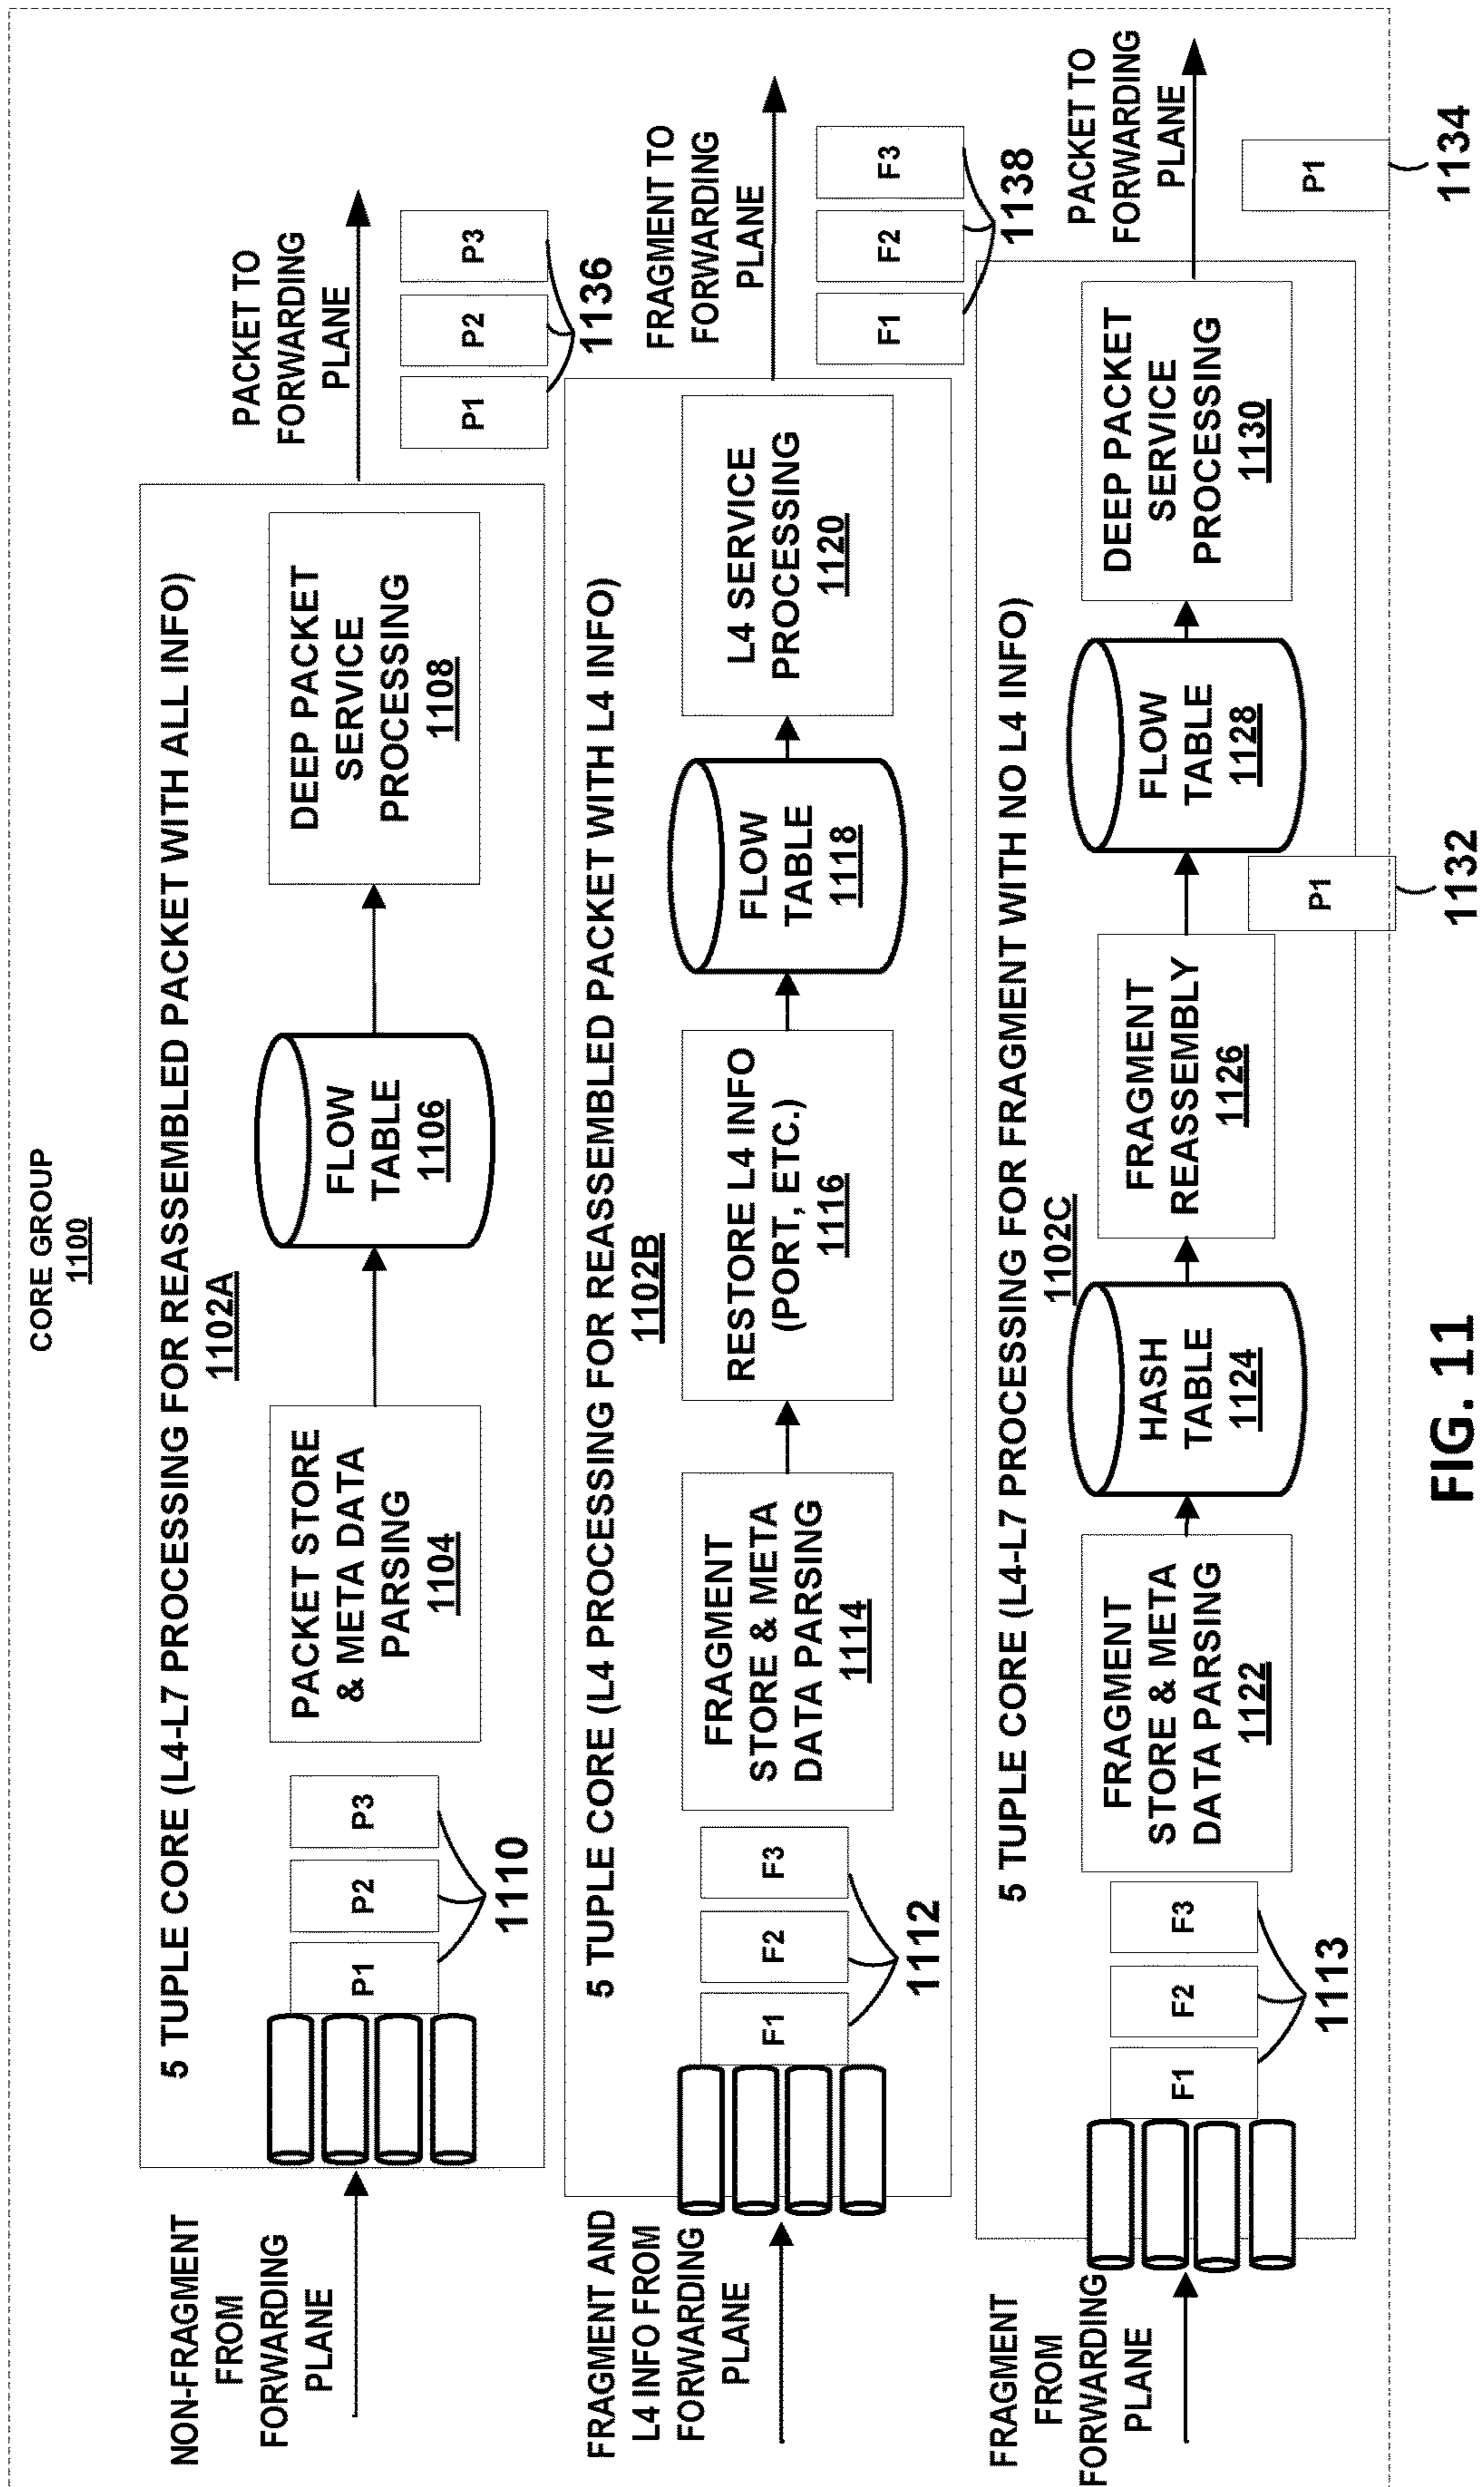 CORE GROUP
1100
5 TUPLE CORE (L4-L7 PROCESSING FOR REASSEMBLED PACKET WITH ALL INFO)
1102A
NON-FRAGMENT
FROM
FORWARDING
PLANE
P1
P2
P3
1110
PACKET STORE
& META DATA
PARSING
1104
FLOW
TABLE
1106
DEEP PACKET
SERVICE
PROCESSING
1108
PACKET TO
FORWARDING
PLANE
P1
P2
P3
1136
5 TUPLE CORE (L4 PROCESSING FOR REASSEMBLED PACKET WITH L4 INFO)
1102B
FRAGMENT AND
L4 INFO FROM
FORWARDING
PLANE
F1
F2
F3
1112
FRAGMENT
STORE & META
DATA PARSING
1114
RESTORE L4 INFO
(PORT, ETC.)
1116
FLOW
TABLE
1118
L4 SERVICE
PROCESSING
1120
FRAGMENT TO
FORWARDING
PLANE
F1
F2
F3
1138
5 TUPLE CORE (L4-L7 PROCESSING FOR FRAGMENT WITH NO L4 INFO)
1102C
FRAGMENT
FROM
FORWARDING
PLANE
F1
F2
F3
1113
FRAGMENT
STORE & META
DATA PARSING
1122
HASH
TABLE
1124
FRAGMENT
REASSEMBLY
1126
P1
1132
FLOW
TABLE
1128
DEEP PACKET
SERVICE
PROCESSING
1130
PACKET TO
FORWARDING
PLANE
P1
1134
FIG. 11